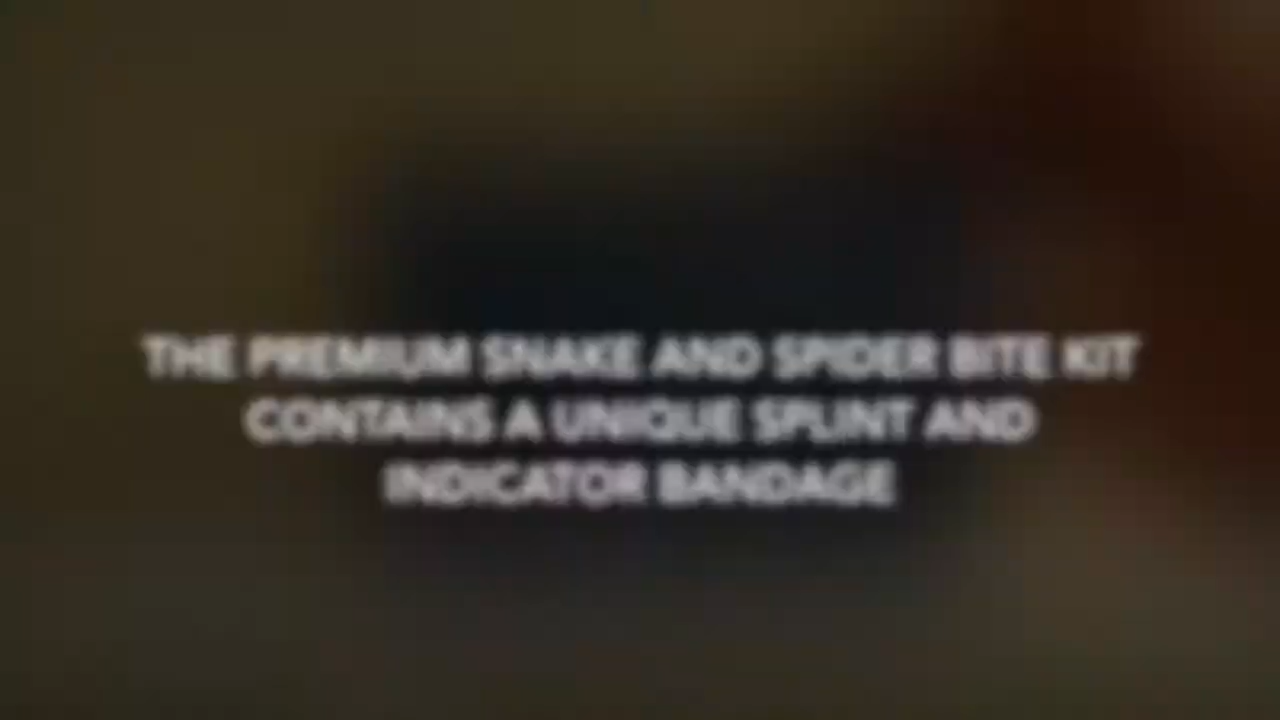 THE PREMIUM SNAKE AND SPIDER BITE KIT
CONTAINS A UNIQUE SPLINT AND
INDICATOR BANDAGE